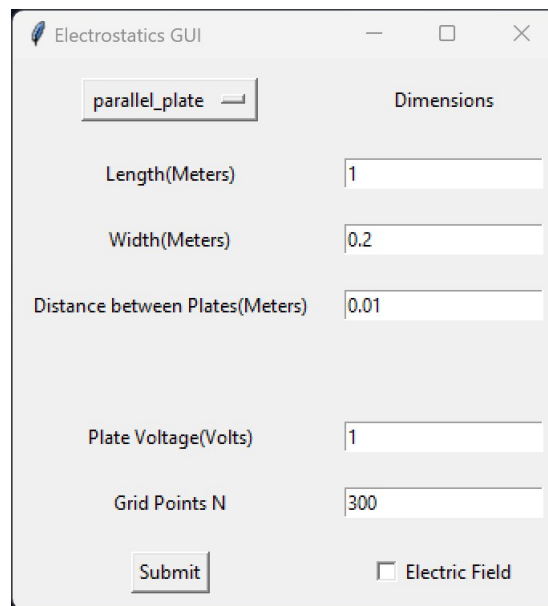 Electrostatics GUI
parallel_plate Dimensions
Length(Meters) 1
Width(Meters) 0.2
Distance between Plates(Meters) 0.01
Plate Voltage(Volts) 1
Grid Points N 300
Submit Electric Field